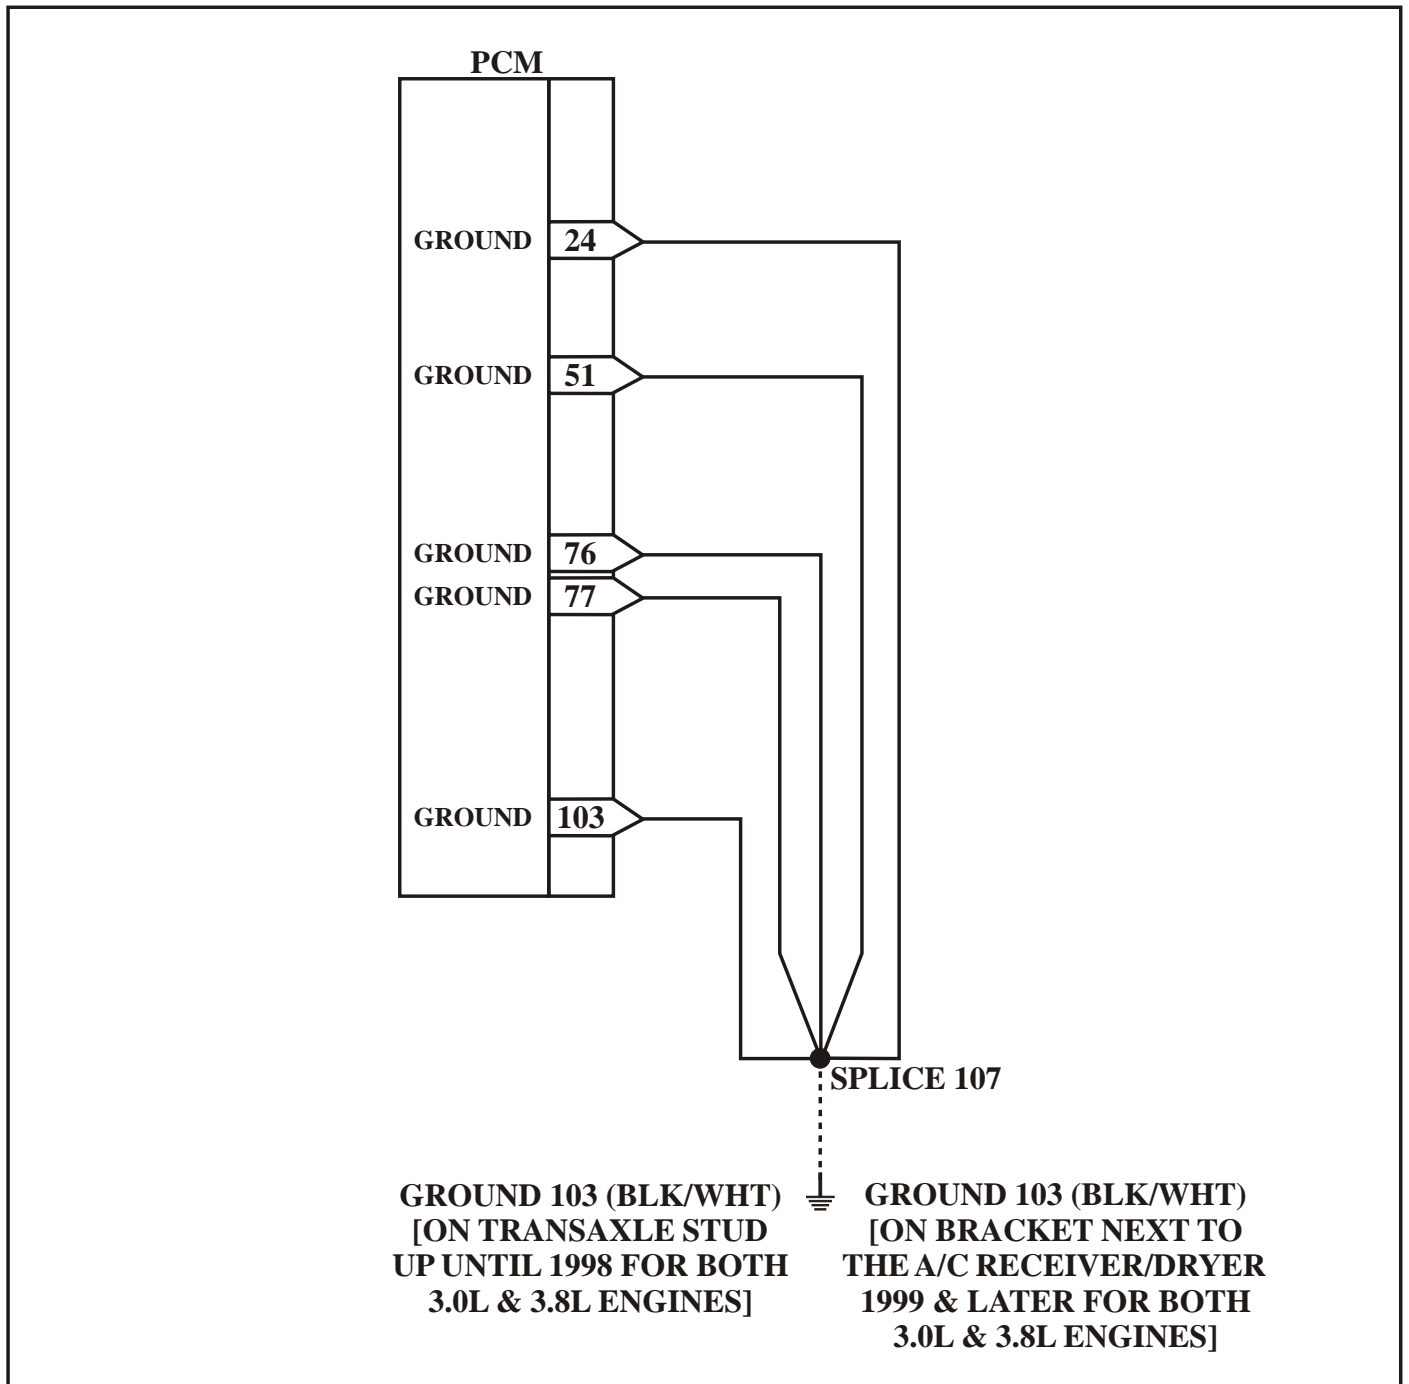 PCM
GROUND 24
GROUND 51
GROUND 76
GROUND 77
GROUND 103
SPLICE 107
GROUND 103 (BLK/WHT)
[ON TRANSAXLE STUD
UP UNTIL 1998 FOR BOTH
3.0L & 3.8L ENGINES]
GROUND 103 (BLK/WHT)
[ON BRACKET NEXT TO
THE A/C RECEIVER/DRYER
1999 & LATER FOR BOTH
3.0L & 3.8L ENGINES]